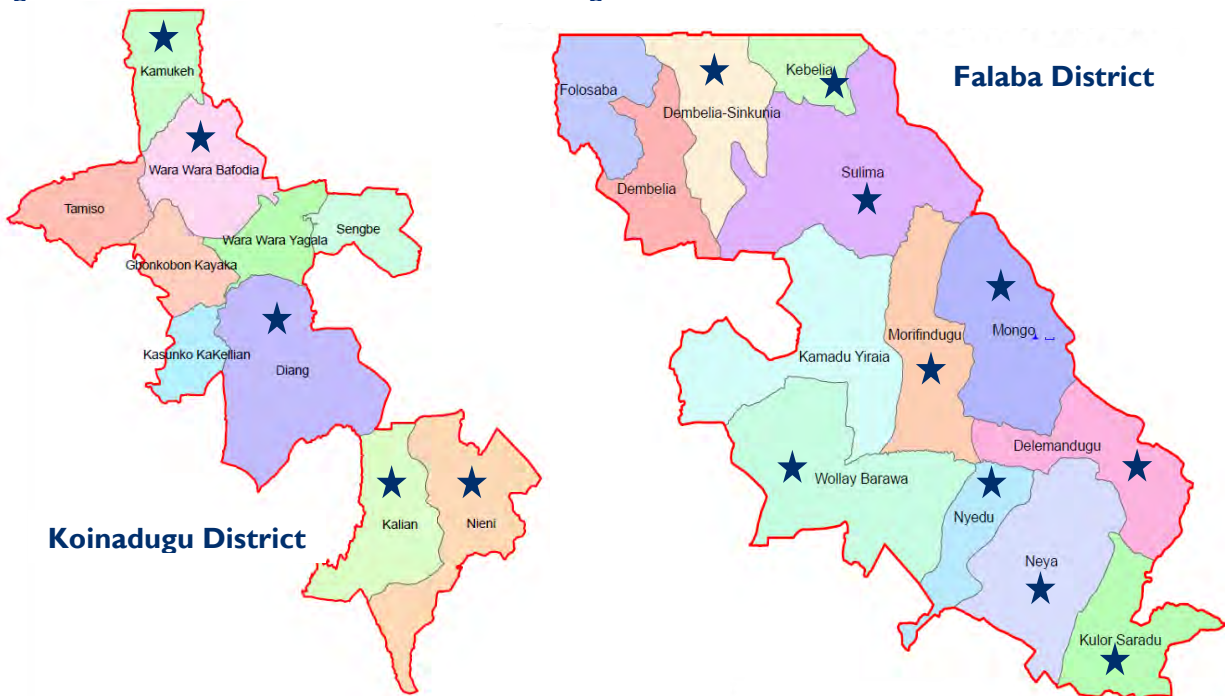 Kamukeh
Wara Wara Bafodia
Tamiso
Wara Wara Yagala
Sengbe
Gbonkobon Kayaka
Kasunko KaKellian
Diang
Kalian
Nieni
Koinadugu District
Falaba District
Folosaba
Dembelia-Sinkunia
Kebelia
Dembelia
Sulima
Morifindugu
Mongo
Kamadu Yiraia
Delemandugu
Wollay Barawa
Nyedu
Neya
Kulor Saradu